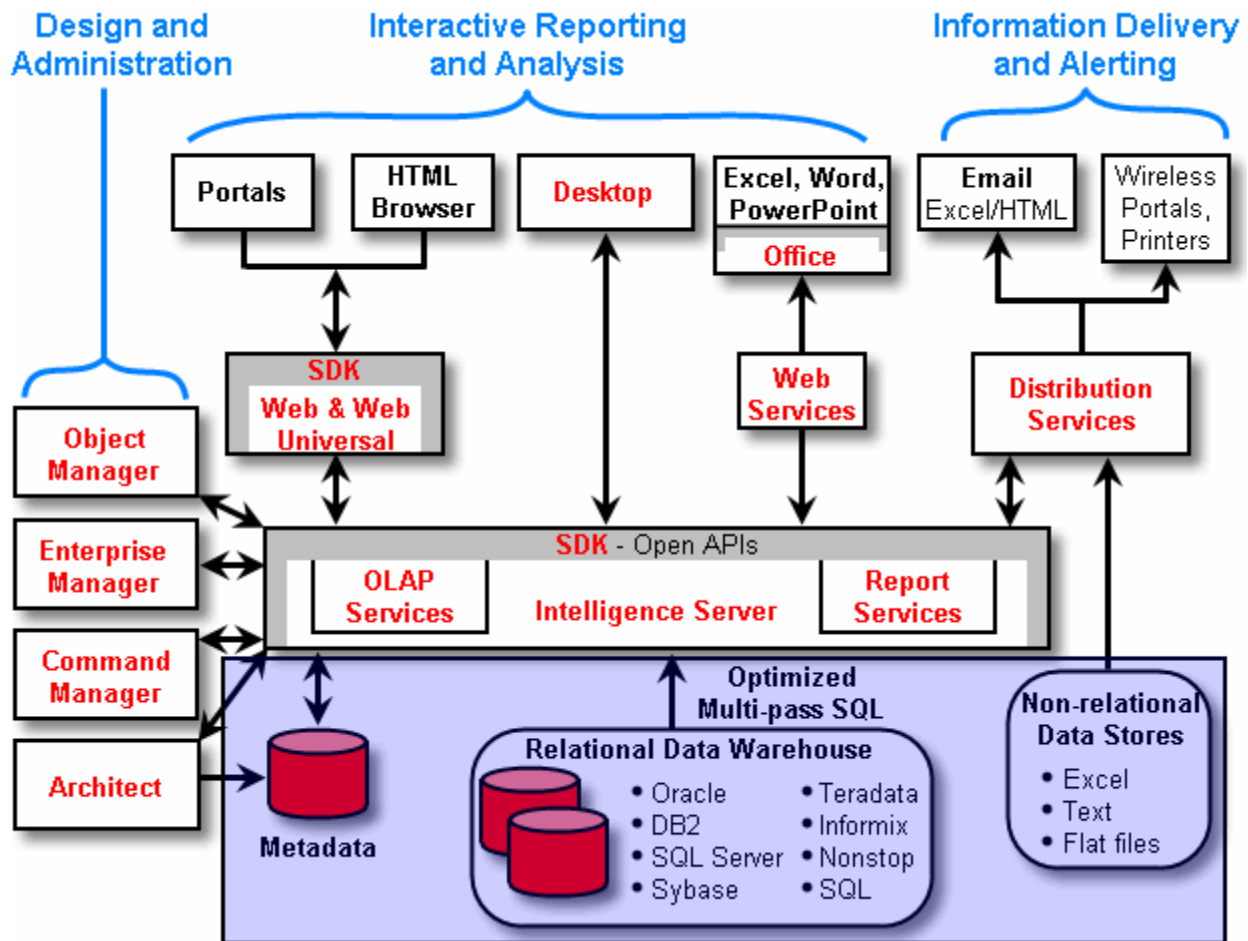 Design and
Administration
Interactive Reporting
and Analysis
Information Delivery
and Alerting
Portals
HTML
Browser
Desktop
Excel, Word,
PowerPoint
Office
Email
Excel/HTML
Wireless
Portals,
Printers
SDK
Web & Web
Universal
Web
Services
Distribution
Services
Object
Manager
Enterprise
Manager
Command
Manager
Architect
SDK - Open APIs
OLAP
Services
Intelligence Server
Report
Services
Optimized
Multi-pass SQL
Metadata
Relational Data Warehouse
• Oracle
• DB2
• SQL Server
• Sybase
• Teradata
• Informix
• Nonstop
• SQL
Non-relational
Data Stores
• Excel
• Text
• Flat files